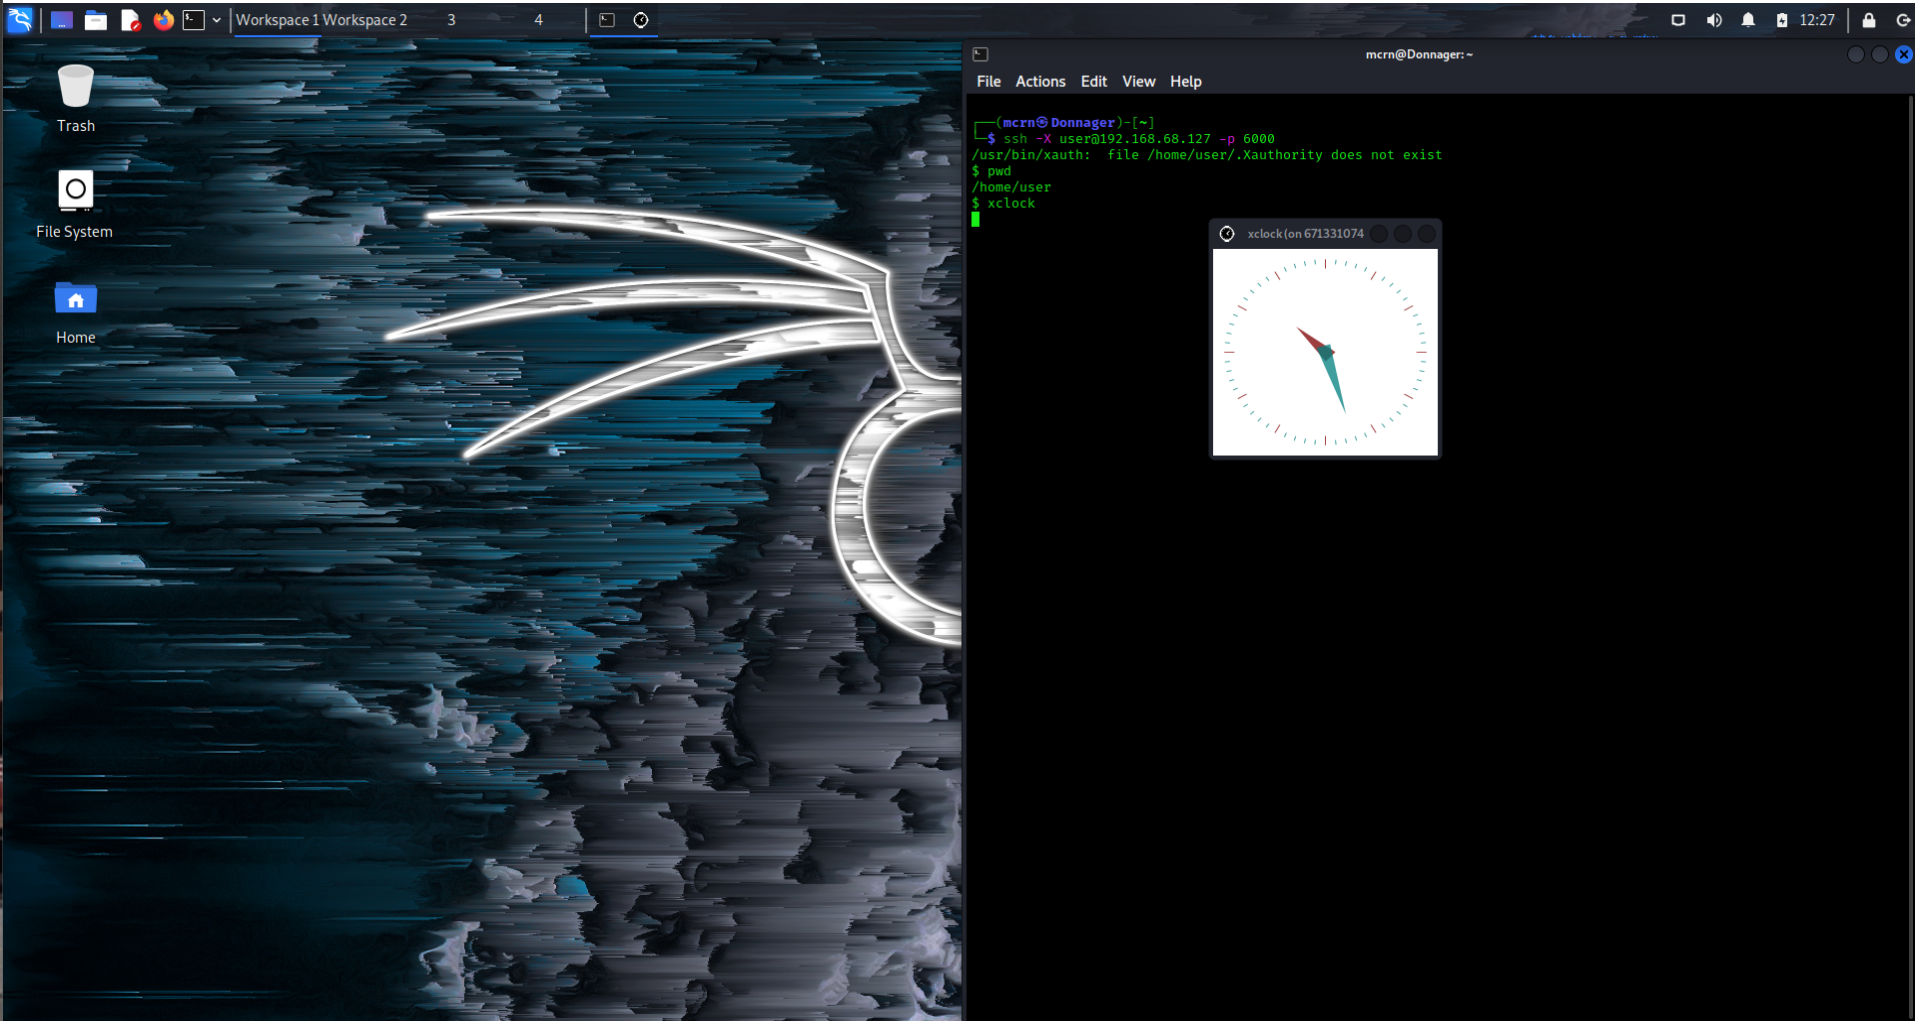 Workspace 1 Workspace 2 3 4 12:27
Trash
File System
Home
mcrn@Donnager: ~
File Actions Edit View Help
┌──(mcrn㉿Donnager)-[~]
└─$ ssh -X user@192.168.68.127 -p 6000
/usr/bin/xauth:  file /home/user/.Xauthority does not exist
$ pwd
/home/user
$ xclock
xclock (on 671331074